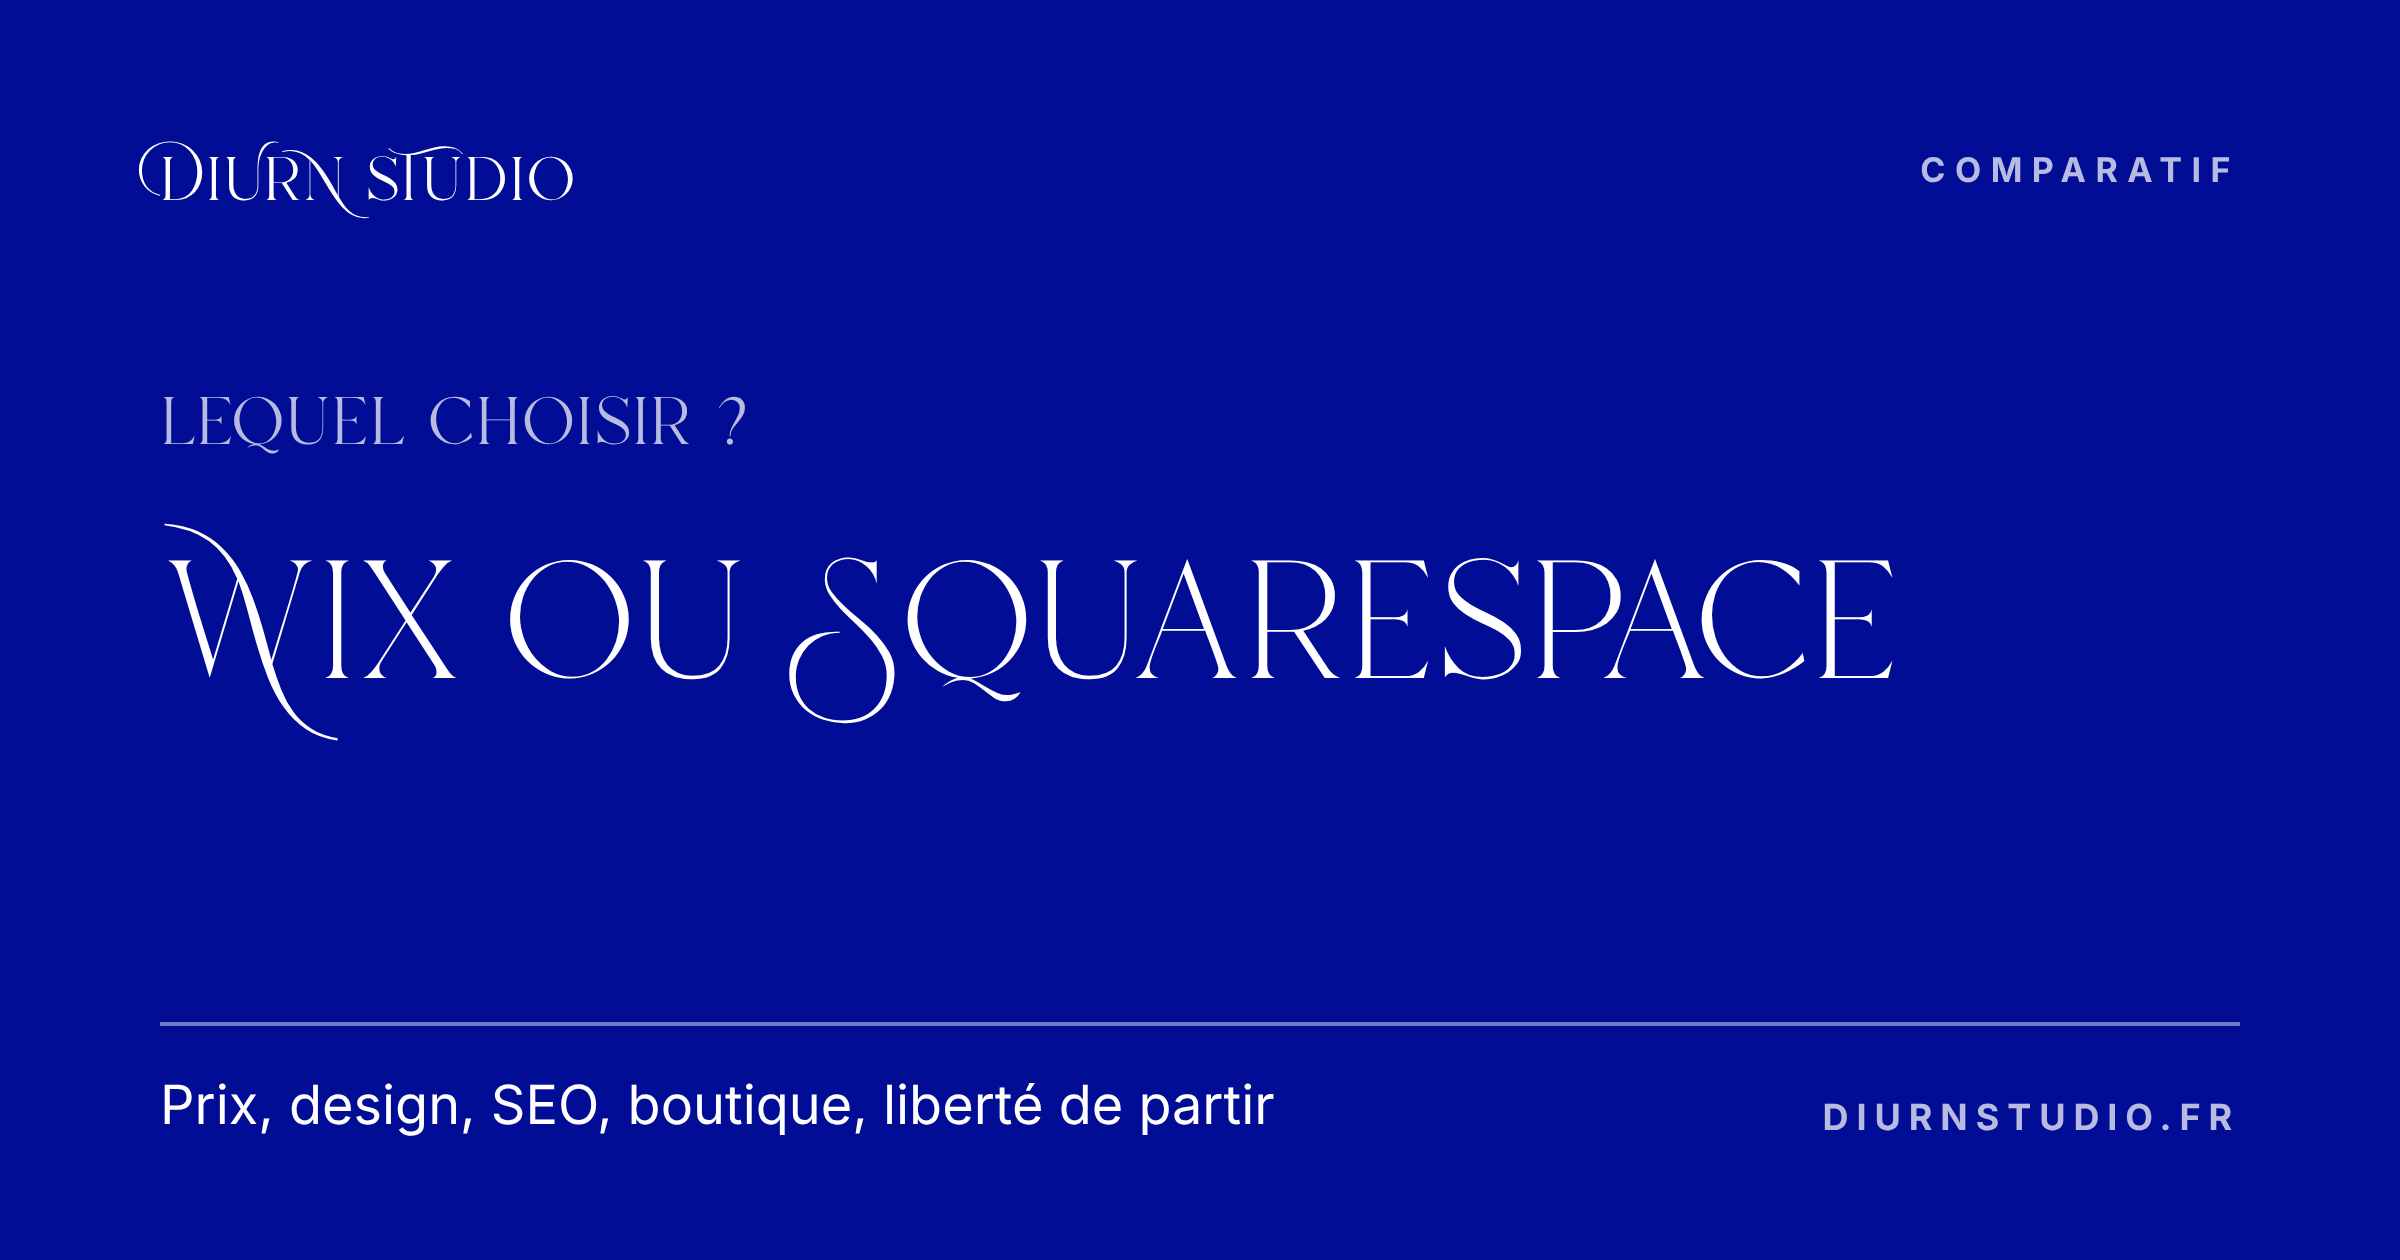 DIURN STUDIO
COMPARATIF
LEQUEL CHOISIR ?
WIX OU SQUARESPACE
Prix, design, SEO, boutique, liberté de partir
DIURNSTUDIO.FR